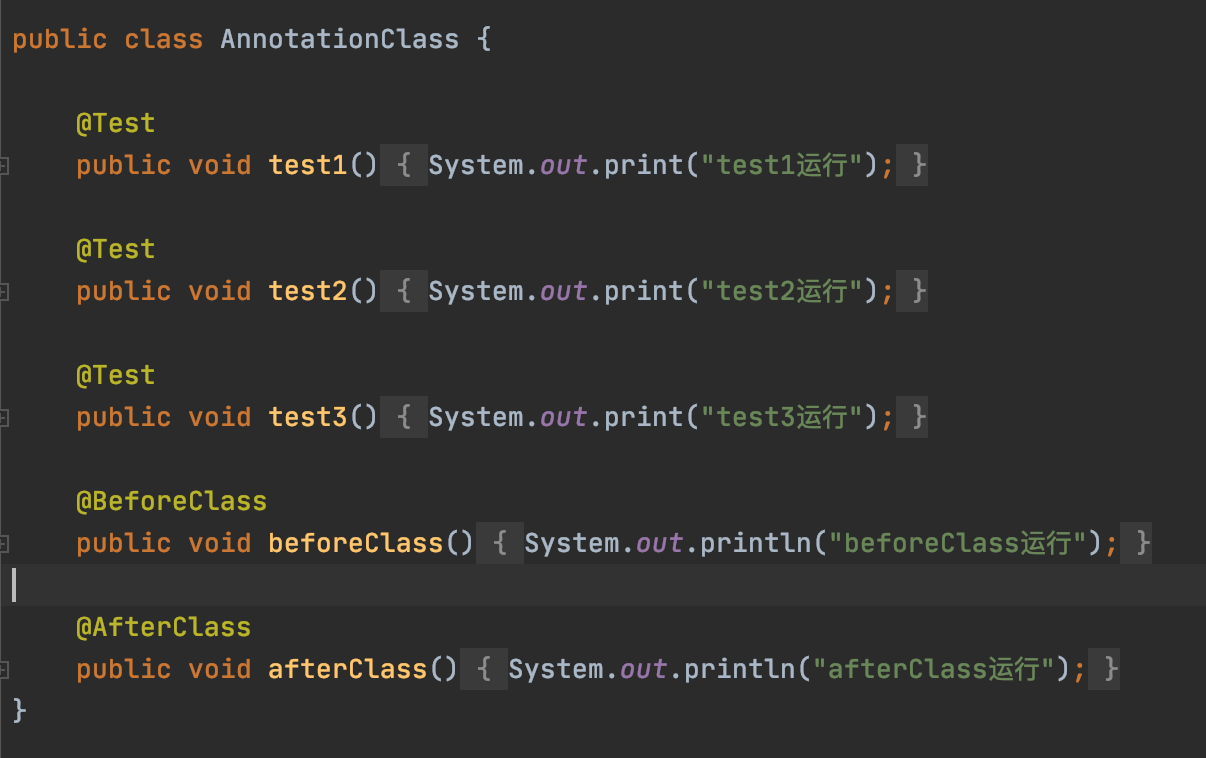 public class AnnotationClass {
@Test
public void test1() { System.out.print("test1运行"); }
@Test
public void test2() { System.out.print("test2运行"); }
@Test
public void test3() { System.out.print("test3运行"); }
@BeforeClass
public void beforeClass() { System.out.println("beforeClass运行"); }
@AfterClass
public void afterClass() { System.out.println("afterClass运行"); }
}